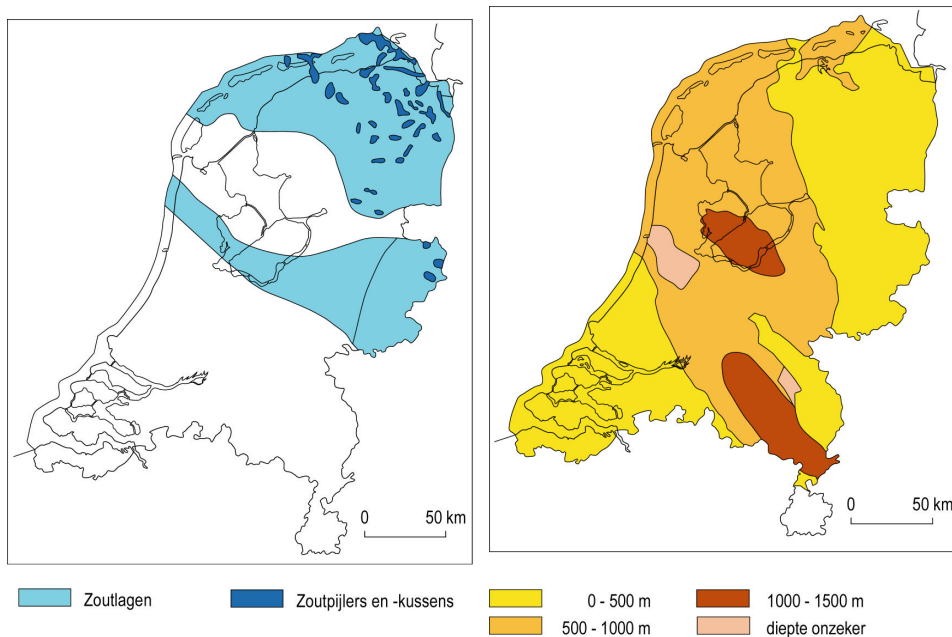 0 50 km
0 50 km
Zoutlagen
Zoutpijlers en -kussens
0 - 500 m
1000 - 1500 m
500 - 1000 m
diepte onzeker